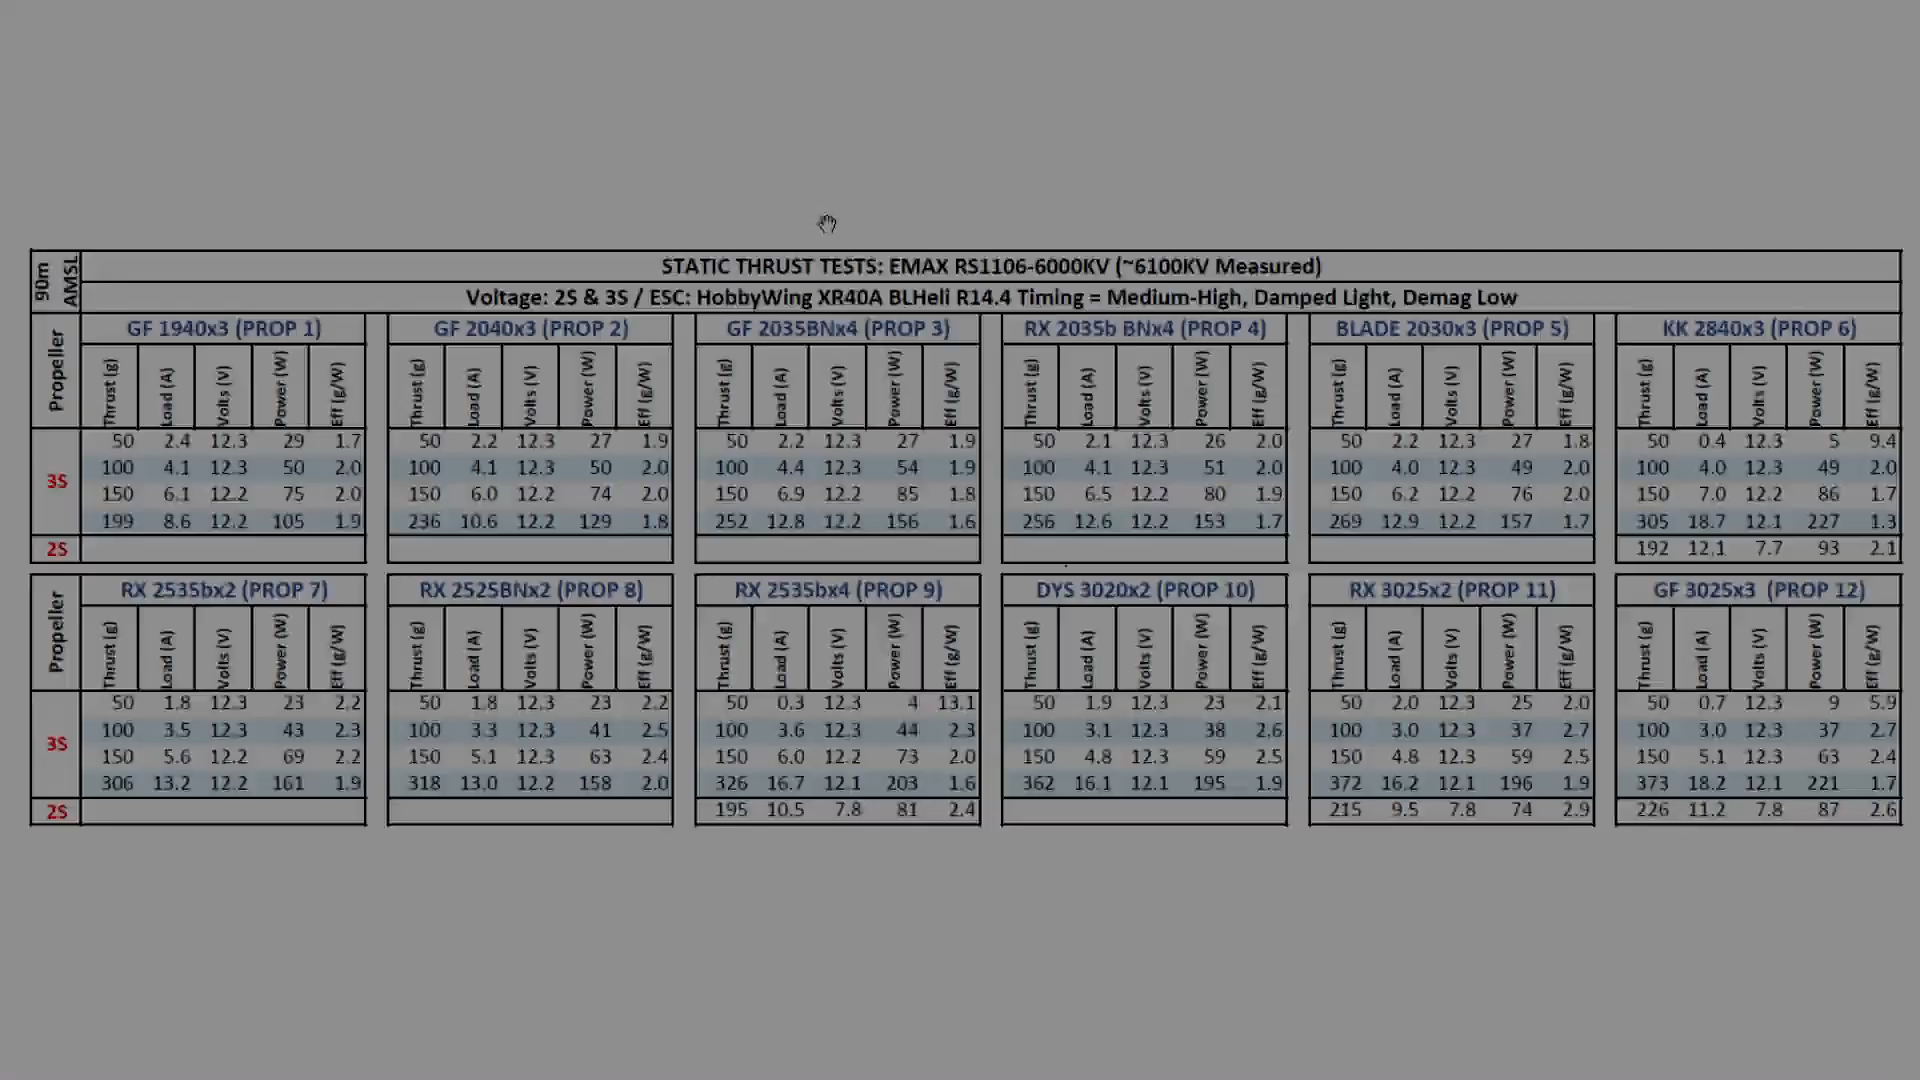 90m AMSL
STATIC THRUST TESTS: EMAX RS1106-6000KV (~6100KV Measured)
Voltage: 2S & 3S / ESC: HobbyWing XR40A BLHeli R14.4 Timing = Medium-High, Damped Light, Demag Low
Propeller GF 1940x3 (PROP 1) GF 2040x3 (PROP 2) GF 2035BNx4 (PROP 3) RX 2035b BNx4 (PROP 4) BLADE 2030x3 (PROP 5) KK 2840x3 (PROP 6)
Thrust (g) Load (A) Volts (V) Power (W) Eff (g/W) Thrust (g) Load (A) Volts (V) Power (W) Eff (g/W) Thrust (g) Load (A) Volts (V) Power (W) Eff (g/W) Thrust (g) Load (A) Volts (V) Power (W) Eff (g/W) Thrust (g) Load (A) Volts (V) Power (W) Eff (g/W) Thrust (g) Load (A) Volts (V) Power (W) Eff (g/W)
3S
50 2.4 12.3 29 1.7 50 2.2 12.3 27 1.9 50 2.2 12.3 27 1.9 50 2.1 12.3 26 2.0 50 2.2 12.3 27 1.8 50 0.4 12.3 5 9.4
100 4.1 12.3 50 2.0 100 4.1 12.3 50 2.0 100 4.4 12.3 54 1.9 100 4.1 12.3 51 2.0 100 4.0 12.3 49 2.0 100 4.0 12.3 49 2.0
150 6.1 12.2 75 2.0 150 6.0 12.2 74 2.0 150 6.9 12.2 85 1.8 150 6.5 12.2 80 1.9 150 6.2 12.2 76 2.0 150 7.0 12.2 86 1.7
199 8.6 12.2 105 1.9 236 10.6 12.2 129 1.8 252 12.8 12.2 156 1.6 256 12.6 12.2 153 1.7 269 12.9 12.2 157 1.7 305 18.7 12.1 227 1.3
2S 192 12.1 7.7 93 2.1
Propeller RX 2535bx2 (PROP 7) RX 2525BNx2 (PROP 8) RX 2535bx4 (PROP 9) DYS 3020x2 (PROP 10) RX 3025x2 (PROP 11) GF 3025x3 (PROP 12)
Thrust (g) Load (A) Volts (V) Power (W) Eff (g/W) Thrust (g) Load (A) Volts (V) Power (W) Eff (g/W) Thrust (g) Load (A) Volts (V) Power (W) Eff (g/W) Thrust (g) Load (A) Volts (V) Power (W) Eff (g/W) Thrust (g) Load (A) Volts (V) Power (W) Eff (g/W) Thrust (g) Load (A) Volts (V) Power (W) Eff (g/W)
3S
50 1.8 12.3 23 2.2 50 1.8 12.3 23 2.2 50 0.3 12.3 4 13.1 50 1.9 12.3 23 2.1 50 2.0 12.3 25 2.0 50 0.7 12.3 9 5.9
100 3.5 12.3 43 2.3 100 3.3 12.3 41 2.5 100 3.6 12.3 44 2.3 100 3.1 12.3 38 2.6 100 3.0 12.3 37 2.7 100 3.0 12.3 37 2.7
150 5.6 12.2 69 2.2 150 5.1 12.3 63 2.4 150 6.0 12.2 73 2.0 150 4.8 12.3 59 2.5 150 4.8 12.3 59 2.5 150 5.1 12.3 63 2.4
306 13.2 12.2 161 1.9 318 13.0 12.2 158 2.0 326 16.7 12.1 203 1.6 362 16.1 12.1 195 1.9 372 16.2 12.1 196 1.9 373 18.2 12.1 221 1.7
2S 195 10.5 7.8 81 2.4 215 9.5 7.8 74 2.9 226 11.2 7.8 87 2.6